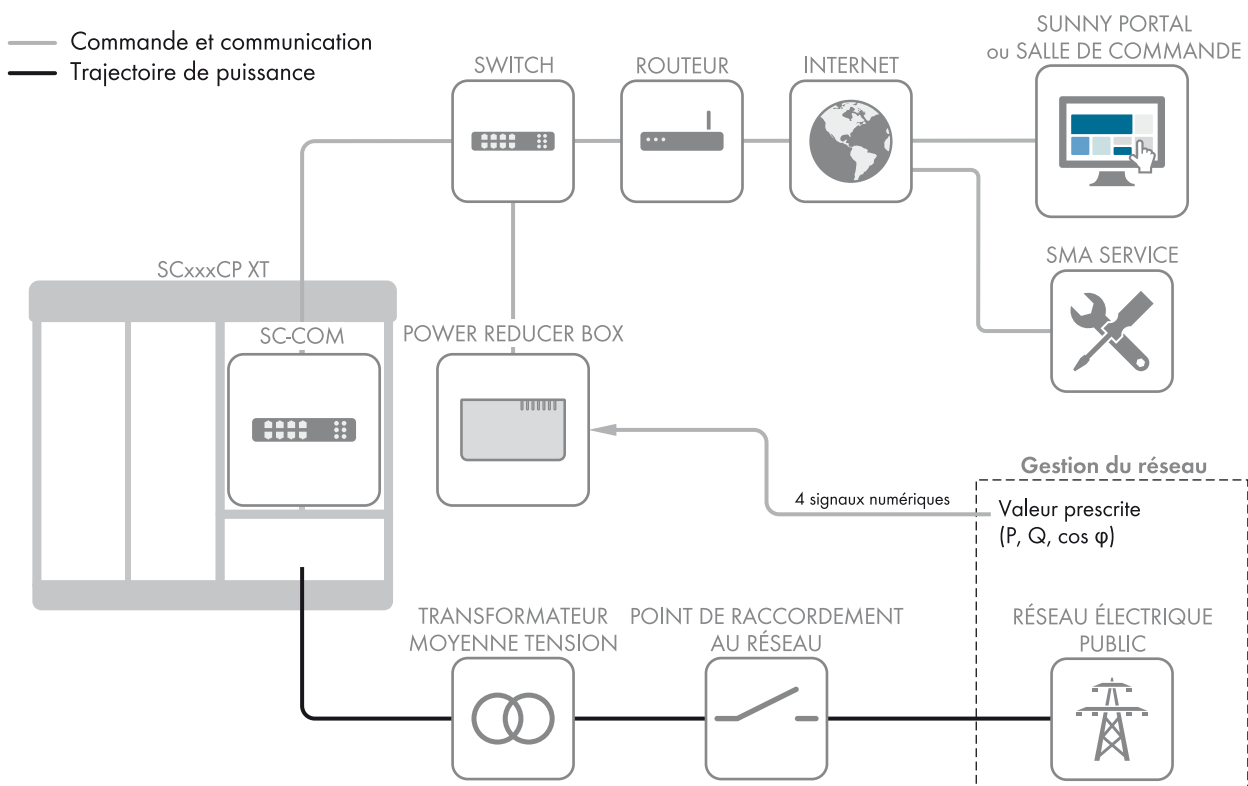 SUNNY PORTAL
ou SALLE DE COMMANDE
Commande et communication
Trajectoire de puissance
SWITCH
ROUTEUR
INTERNET
SMA SERVICE
SCxxxCP XT
SC-COM
POWER REDUCER BOX
Gestion du réseau
4 signaux numériques
Valeur prescrite
(P, Q, cos φ)
TRANSFORMATEUR
MOYENNE TENSION
POINT DE RACCORDEMENT
AU RÉSEAU
RÉSEAU ÉLECTRIQUE
PUBLIC